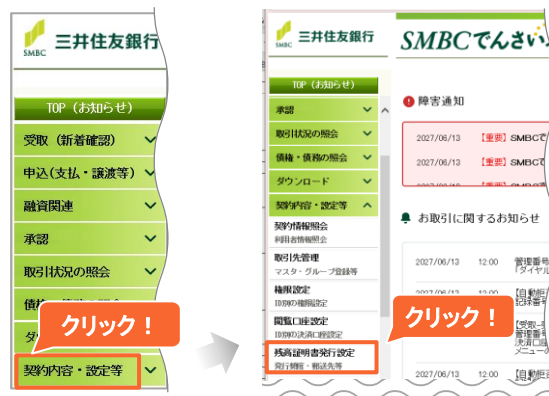 SMBC 三井住友銀行
TOP（お知らせ）
受取（新着確認）
申込(支払・譲渡等)
融資関連
承認
取引状況の照会
クリック！
契約内容・設定等
SMBC 三井住友銀行
TOP（お知らせ）
承認
取引状況の照会
債権・債務の照会
ダウンロード
契約内容・設定等
契約情報照会
利用者情報照会
取引先管理
マスタ・グループ登録等
権限設定
ID別の権限設定
閲覧口座設定
ID別の決済口座設定
残高証明書発行設定
発行頻度・郵送先等
クリック！
SMBCでんさい
障害通知
2027/06/13 【重要】SMBCで
2027/06/13 【重要】SMBCで
お取引に関するお知らせ
2027/06/13 12:00 管理番号
「ダイヤル
2027/06/13 12:00 【自動
記録番号
【受取-
管理番号
決済口座
メニューの
2027/06/13 12:00 【自動